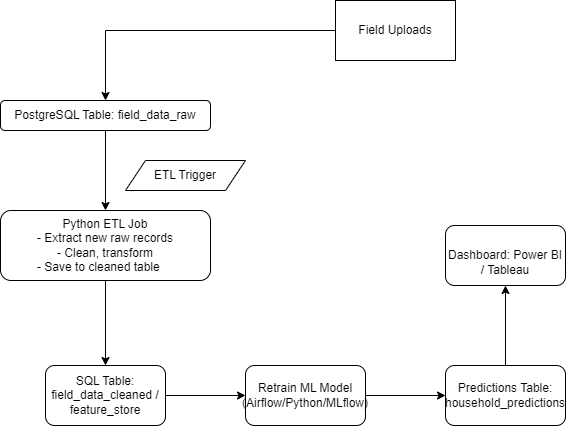 Field Uploads
PostgreSQL Table: field_data_raw
ETL Trigger
Python ETL Job
- Extract new raw records
- Clean, transform
- Save to cleaned table
Dashboard: Power BI
/ Tableau
SQL Table:
field_data_cleaned /
feature_store
Retrain ML Model
(Airflow/Python/MLflow)
Predictions Table:
household_predictions